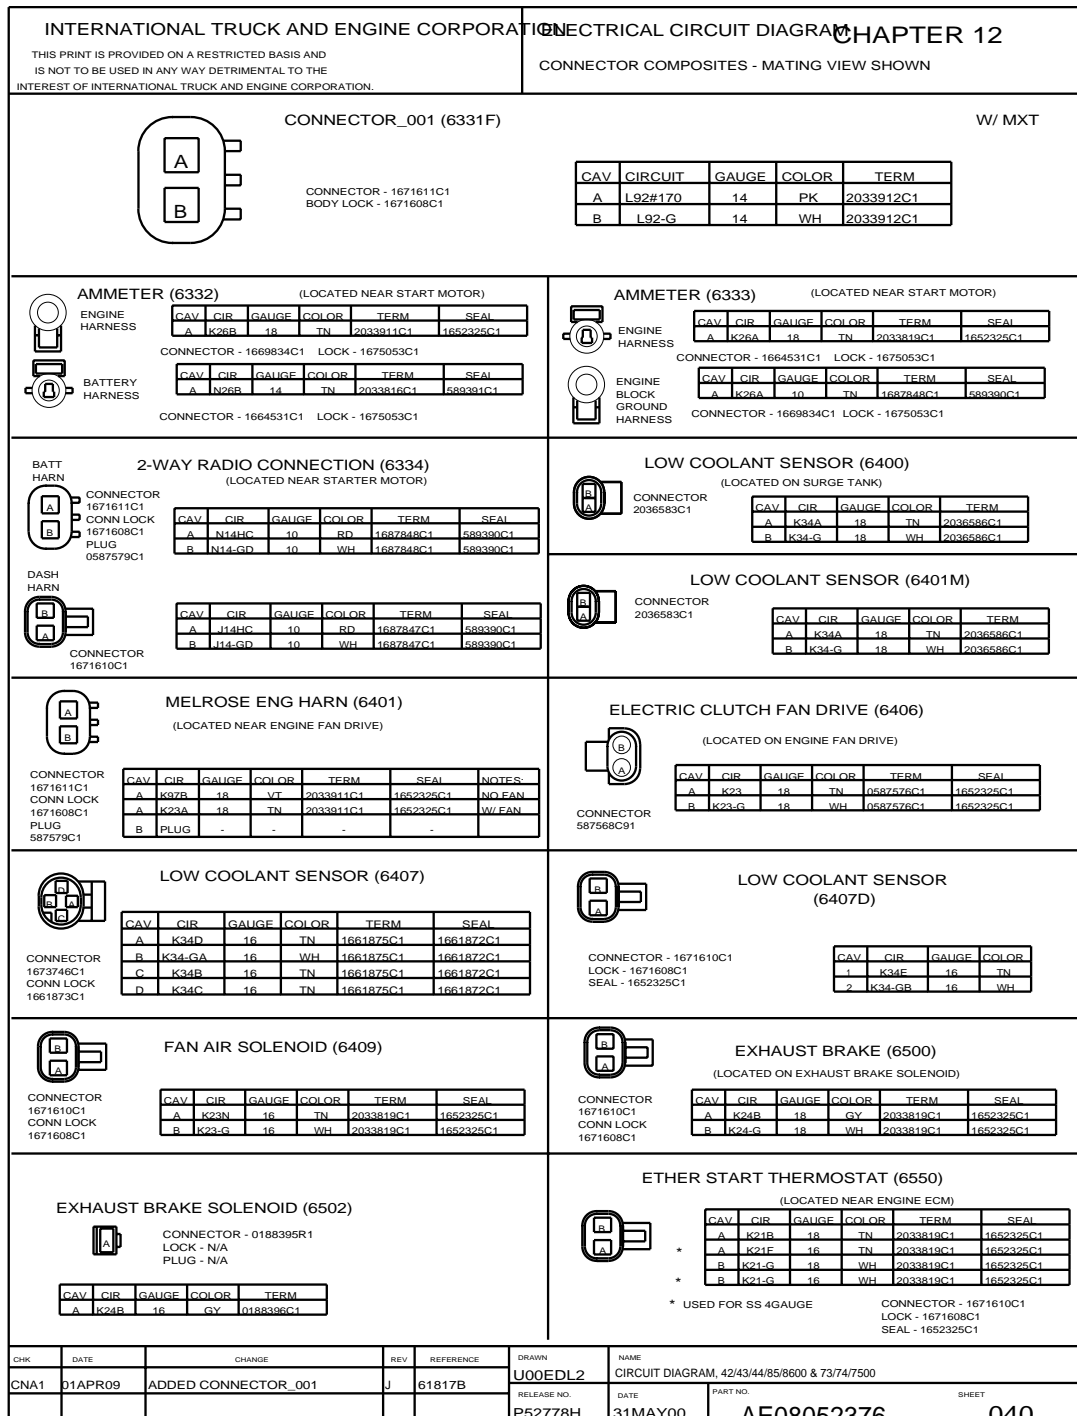 INTERNATIONAL TRUCK AND ENGINE CORPORATION
THIS PRINT IS PROVIDED ON A RESTRICTED BASIS AND
IS NOT TO BE USED IN ANY WAY DETRIMENTAL TO THE
INTEREST OF INTERNATIONAL TRUCK AND ENGINE CORPORATION.
ELECTRICAL CIRCUIT DIAGRAM
CHAPTER 12
CONNECTOR COMPOSITES - MATING VIEW SHOWN
CONNECTOR_001 (6331F)
W/ MXT
A
B
CONNECTOR - 1671611C1
BODY LOCK - 1671608C1
CAV CIRCUIT GAUGE COLOR TERM
A L92#170 14 PK 2033912C1
B L92-G 14 WH 2033912C1
AMMETER (6332)
(LOCATED NEAR START MOTOR)
ENGINE
HARNESS
CAV CIR GAUGE COLOR TERM SEAL
A K26B 18 TN 2033911C1 1652325C1
CONNECTOR - 1669834C1 LOCK - 1675053C1
BATTERY
HARNESS
CAV CIR GAUGE COLOR TERM SEAL
A N26B 14 TN 2033816C1 589391C1
CONNECTOR - 1664531C1 LOCK - 1675053C1
AMMETER (6333)
(LOCATED NEAR START MOTOR)
ENGINE
HARNESS
CAV CIR GAUGE COLOR TERM SEAL
A K26A 18 TN 2033819C1 1652325C1
CONNECTOR - 1664531C1 LOCK - 1675053C1
ENGINE
BLOCK
GROUND
HARNESS
CAV CIR GAUGE COLOR TERM SEAL
A K26A 10 TN 1687848C1 589390C1
CONNECTOR - 1669834C1 LOCK - 1675053C1
BATT
HARN
2-WAY RADIO CONNECTION (6334)
(LOCATED NEAR STARTER MOTOR)
A
B
CONNECTOR
1671611C1
CONN LOCK
1671608C1
PLUG
0587579C1
CAV CIR GAUGE COLOR TERM SEAL
A N14HC 10 RD 1687848C1 589390C1
B N14-GD 10 WH 1687848C1 589390C1
DASH
HARN
B
A
CONNECTOR
1671610C1
CAV CIR GAUGE COLOR TERM SEAL
A J14HC 10 RD 1687847C1 589390C1
B J14-GD 10 WH 1687847C1 589390C1
LOW COOLANT SENSOR (6400)
(LOCATED ON SURGE TANK)
B
A
CONNECTOR
2036583C1
CAV CIR GAUGE COLOR TERM
A K34A 18 TN 2036586C1
B K34-G 18 WH 2036586C1
LOW COOLANT SENSOR (6401M)
B
A
CONNECTOR
2036583C1
CAV CIR GAUGE COLOR TERM
A K34A 18 TN 2036586C1
B K34-G 18 WH 2036586C1
MELROSE ENG HARN (6401)
(LOCATED NEAR ENGINE FAN DRIVE)
A
B
CONNECTOR
1671611C1
CONN LOCK
1671608C1
PLUG
587579C1
CAV CIR GAUGE COLOR TERM SEAL NOTES:
A K97B 18 VT 2033911C1 1652325C1 NO FAN
A K23A 18 TN 2033911C1 1652325C1 W/ FAN
B PLUG - - - -
ELECTRIC CLUTCH FAN DRIVE (6406)
(LOCATED ON ENGINE FAN DRIVE)
B
A
CONNECTOR
587568C91
CAV CIR GAUGE COLOR TERM SEAL
A K23 18 TN 0587576C1 1652325C1
B K23-G 18 WH 0587576C1 1652325C1
LOW COOLANT SENSOR (6407)
D
B A
C
CONNECTOR
1673746C1
CONN LOCK
1661873C1
CAV CIR GAUGE COLOR TERM SEAL
A K34D 16 TN 1661875C1 1661872C1
B K34-GA 16 WH 1661875C1 1661872C1
C K34B 16 TN 1661875C1 1661872C1
D K34C 16 TN 1661875C1 1661872C1
LOW COOLANT SENSOR
(6407D)
B
A
CONNECTOR - 1671610C1
LOCK - 1671608C1
SEAL - 1652325C1
CAV CIR GAUGE COLOR
1 K34E 16 TN
2 K34-GB 16 WH
FAN AIR SOLENOID (6409)
B
A
CONNECTOR
1671610C1
CONN LOCK
1671608C1
CAV CIR GAUGE COLOR TERM SEAL
A K23N 16 TN 2033819C1 1652325C1
B K23-G 16 WH 2033819C1 1652325C1
EXHAUST BRAKE (6500)
(LOCATED ON EXHAUST BRAKE SOLENOID)
B
A
CONNECTOR
1671610C1
CONN LOCK
1671608C1
CAV CIR GAUGE COLOR TERM SEAL
A K24B 18 GY 2033819C1 1652325C1
B K24-G 18 WH 2033819C1 1652325C1
EXHAUST BRAKE SOLENOID (6502)
A
CONNECTOR - 0188395R1
LOCK - N/A
PLUG - N/A
CAV CIR GAUGE COLOR TERM
A K24B 16 GY 0188396C1
ETHER START THERMOSTAT (6550)
(LOCATED NEAR ENGINE ECM)
B
A
CAV CIR GAUGE COLOR TERM SEAL
A K21B 18 TN 2033819C1 1652325C1
* A K21F 16 TN 2033819C1 1652325C1
B K21-G 18 WH 2033819C1 1652325C1
* B K21-G 16 WH 2033819C1 1652325C1
* USED FOR SS 4GAUGE
CONNECTOR - 1671610C1
LOCK - 1671608C1
SEAL - 1652325C1
CHK DATE CHANGE REV REFERENCE
CNA1 01APR09 ADDED CONNECTOR_001 J 61817B
DRAWN
U00EDL2
NAME
CIRCUIT DIAGRAM, 42/43/44/85/8600 & 73/74/7500
RELEASE NO.
P52778H
DATE
31MAY00
PART NO.
AE08052376
SHEET
040